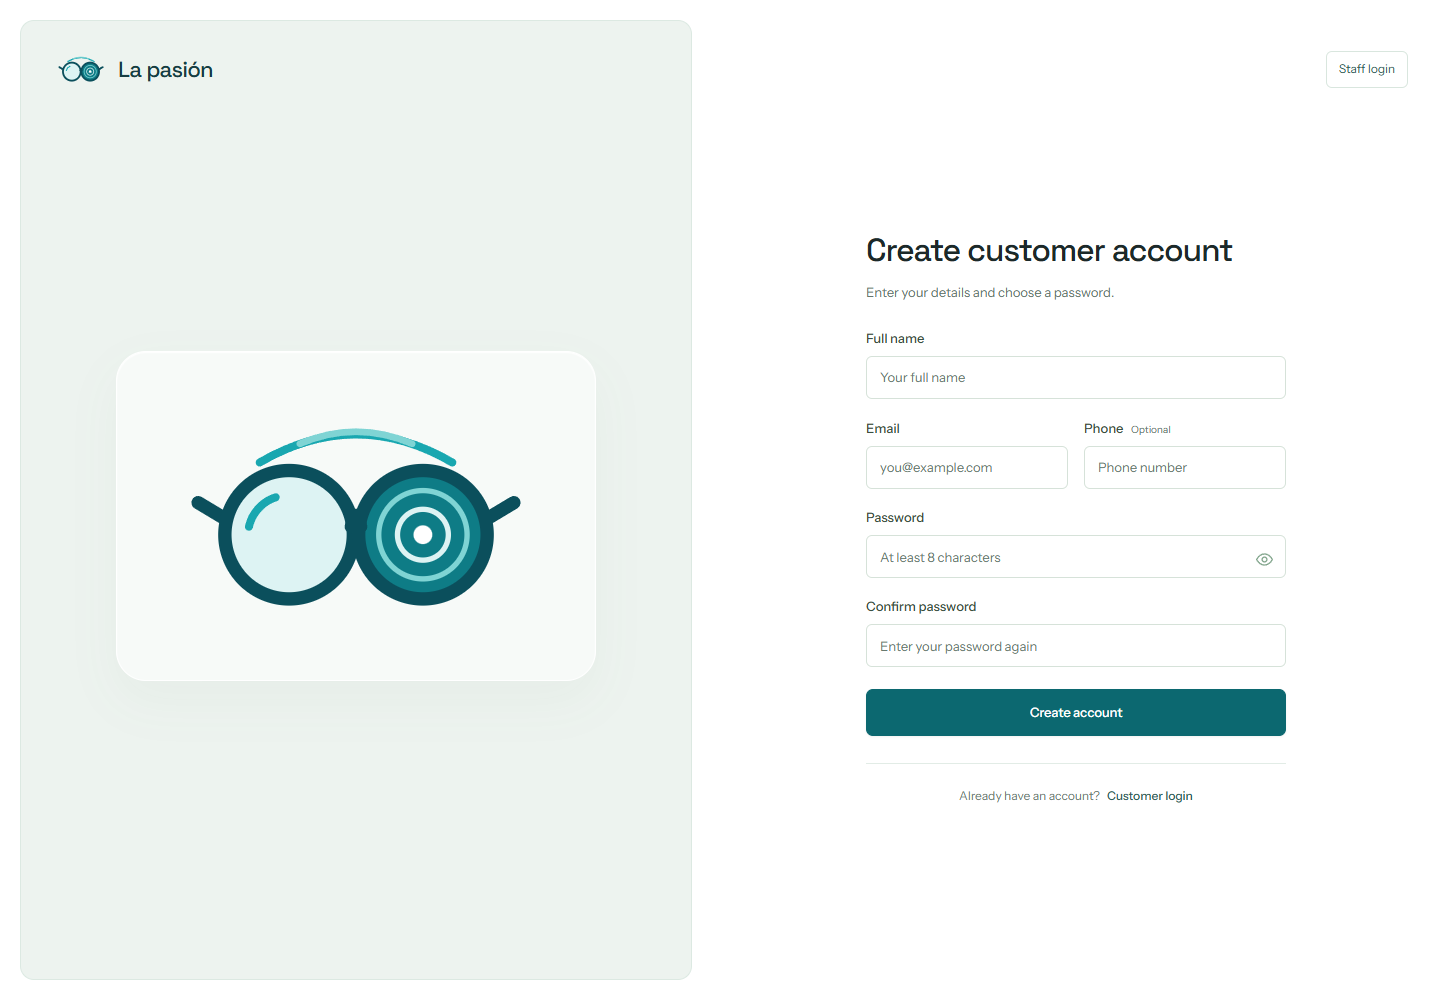 La pasión
Staff login
Create customer account
Enter your details and choose a password.
Full name
Your full name
Email
Phone Optional
you@example.com
Phone number
Password
At least 8 characters
Confirm password
Enter your password again
Create account
Already have an account? Customer login